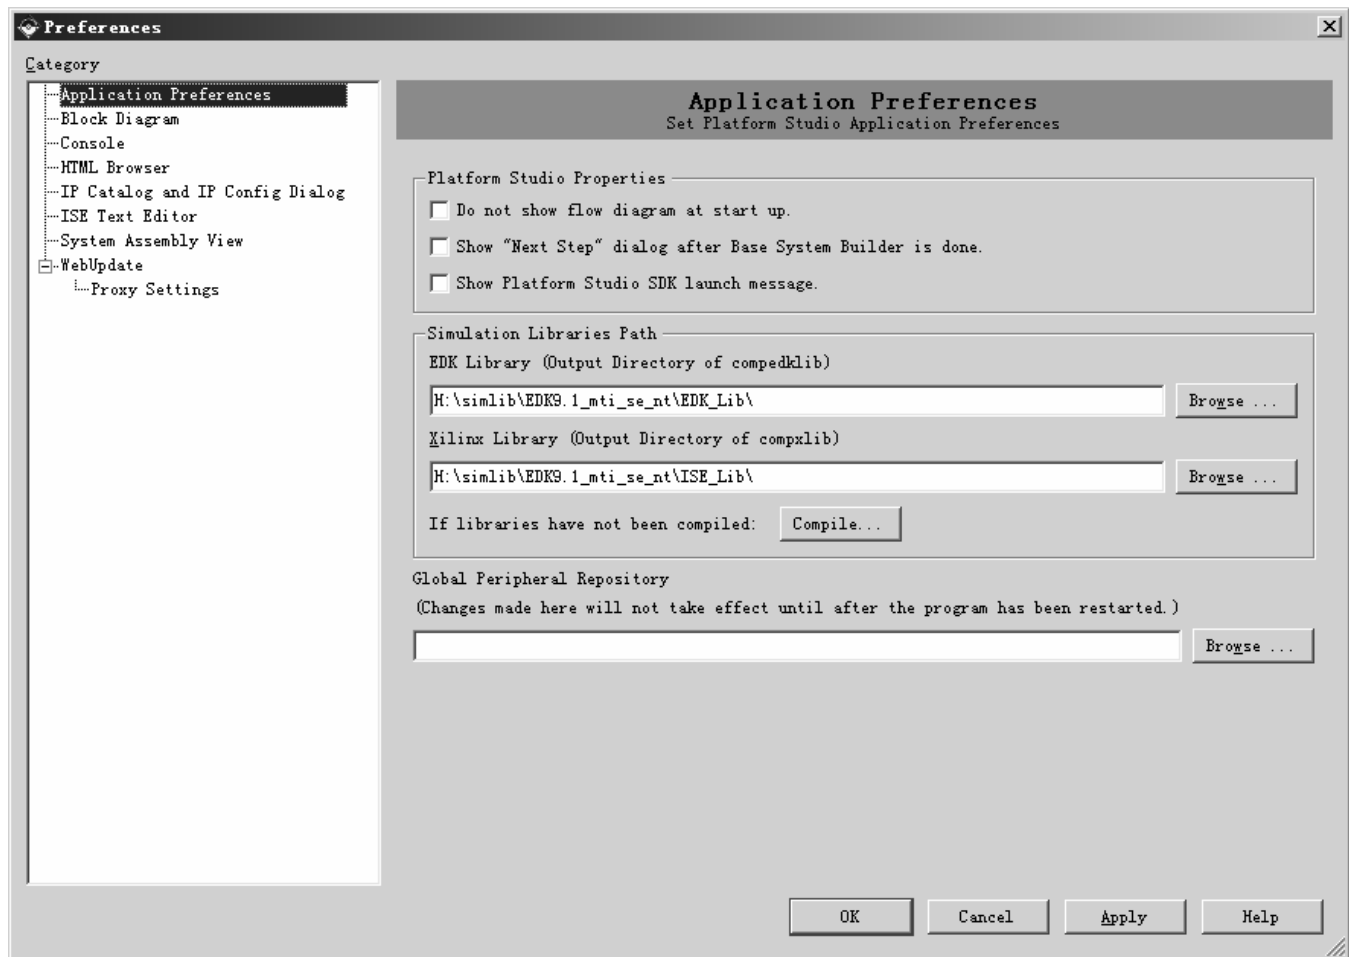 Preferences
Category
Application Preferences
Block Diagram
Console
HTML Browser
IP Catalog and IP Config Dialog
ISE Text Editor
System Assembly View
WebUpdate
Proxy Settings
Application Preferences
Set Platform Studio Application Preferences
Platform Studio Properties
Do not show flow diagram at start up.
Show "Next Step" dialog after Base System Builder is done.
Show Platform Studio SDK launch message.
Simulation Libraries Path
EDK Library (Output Directory of compedklib)
H:\simlib\EDK9.1_mti_se_nt\EDK_Lib\
Browse ...
Xilinx Library (Output Directory of compxlib)
H:\simlib\EDK9.1_mti_se_nt\ISE_Lib\
Browse ...
If libraries have not been compiled:
Compile...
Global Peripheral Repository
(Changes made here will not take effect until after the program has been restarted.)
Browse ...
OK
Cancel
Apply
Help